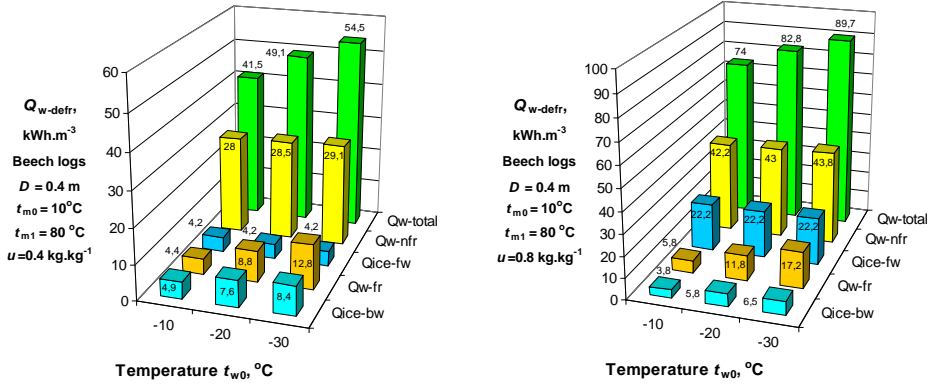 54,5
49,1
41,5
60
50
40
30
20
10
0
Qw-defr,
kWh.m-3
Beech logs
D = 0.4 m
tm0 = 10°C
tm1 = 80 °C
u=0.4 kg.kg-1
28
28,5
29,1
4,2
4,2
4,2
4,4
8,8
12,8
4,9
7,6
8,4
Qw-total
Qw-nfr
Qice-fw
Qw-fr
Qice-bw
-10
-20
-30
Temperature tw0, °C
89,7
82,8
74
100
90
80
70
60
50
40
30
20
10
0
Qw-defr,
kWh.m-3
Beech logs
D = 0.4 m
tm0 = 10°C
tm1 = 80 °C
u=0.8 kg.kg-1
42,2
43
43,8
22,2
22,2
22,2
5,8
11,8
17,2
3,8
5,8
6,5
Qw-total
Qw-nfr
Qice-fw
Qw-fr
Qice-bw
-10
-20
-30
Temperature tw0, °C